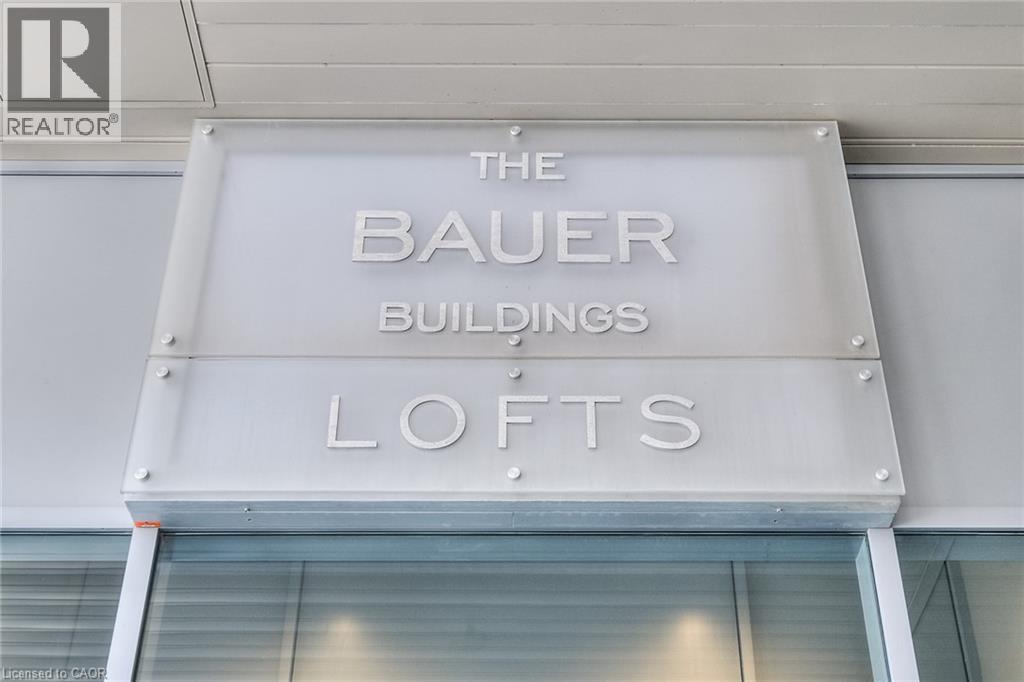 REALTOR®
THE
BAUER
BUILDINGS
LOFTS
Licensed to CAOR